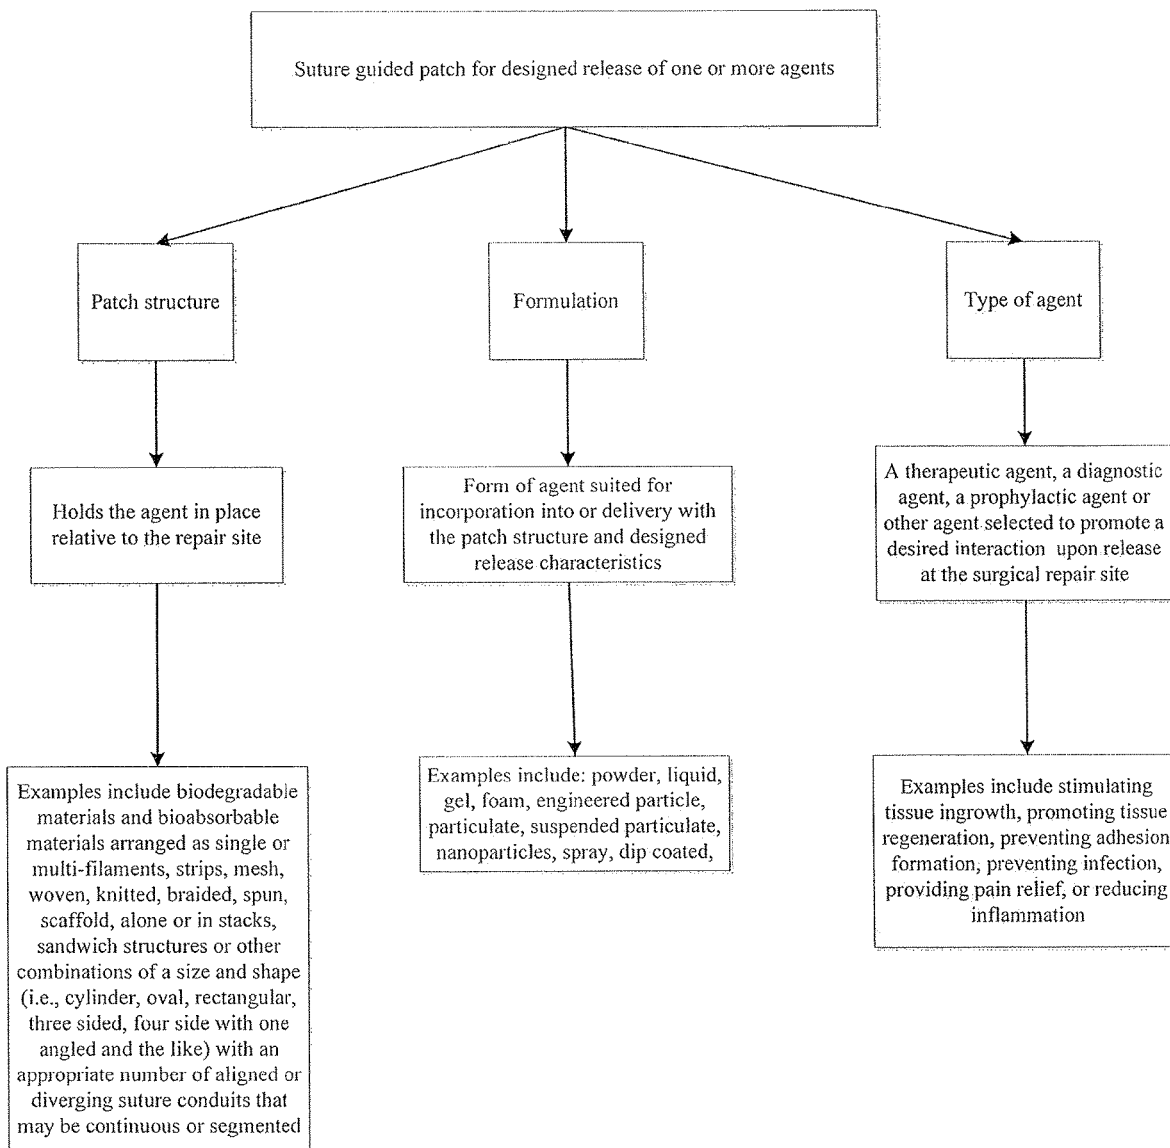 Suture guided patch for designed release of one or more agents
Patch structure
Formulation
Type of agent
Holds the agent in place
relative to the repair site
Form of agent suited for
incorporation into or delivery with
the patch structure and designed
release characteristics
A therapeutic agent, a diagnostic
agent, a prophylactic agent or
other agent selected to promote a
desired interaction upon release
at the surgical repair site
Examples include biodegradable
materials and bioabsorbable
materials arranged as single or
multi-filaments, strips, mesh,
woven, knitted, braided, spun,
scaffold, alone or in stacks,
sandwich structures or other
combinations of a size and shape
(i.e., cylinder, oval, rectangular,
three sided, four side with one
angled and the like) with an
appropriate number of aligned or
diverging suture conduits that
may be continuous or segmented
Examples include: powder, liquid,
gel, foam, engineered particle,
particulate, suspended particulate,
nanoparticles, spray, dip coated,
Examples include stimulating
tissue ingrowth, promoting tissue
regeneration, preventing adhesion
formation, preventing infection,
providing pain relief, or reducing
inflammation